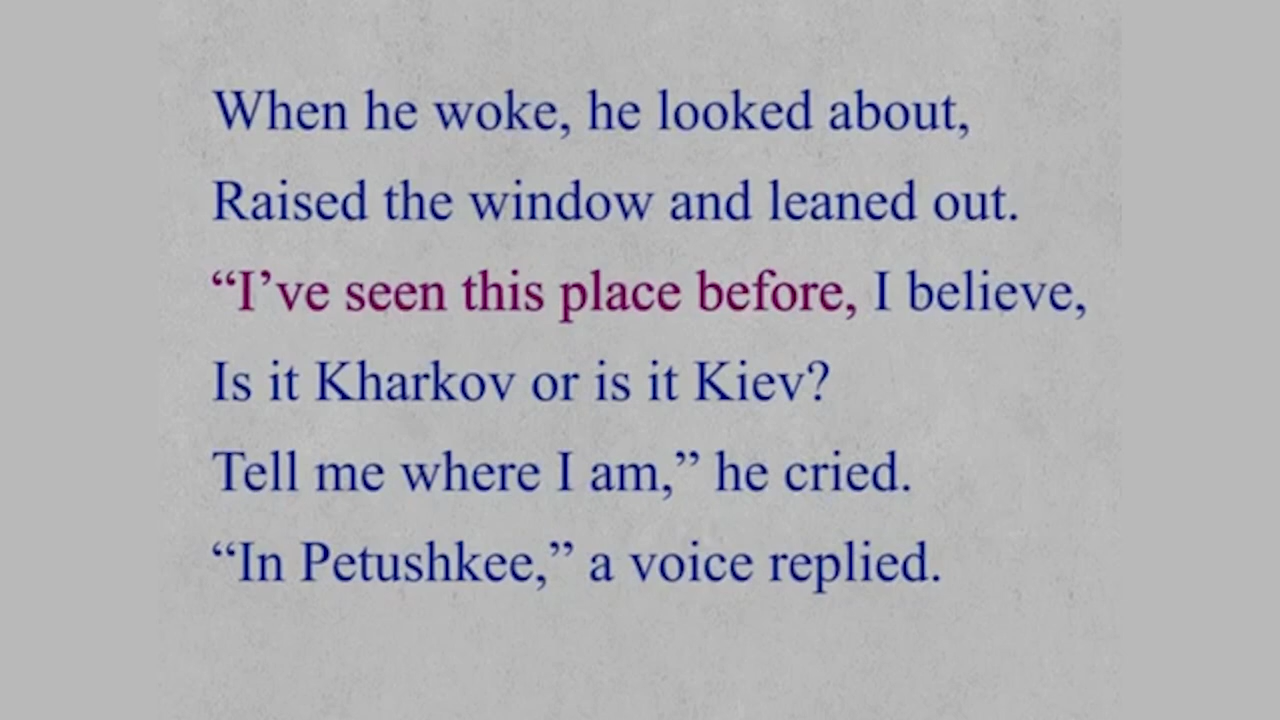 When he woke, he looked about,
Raised the window and leaned out.
“I’ve seen this place before, I believe,
Is it Kharkov or is it Kiev?
Tell me where I am,” he cried.
“In Petushkee,” a voice replied.